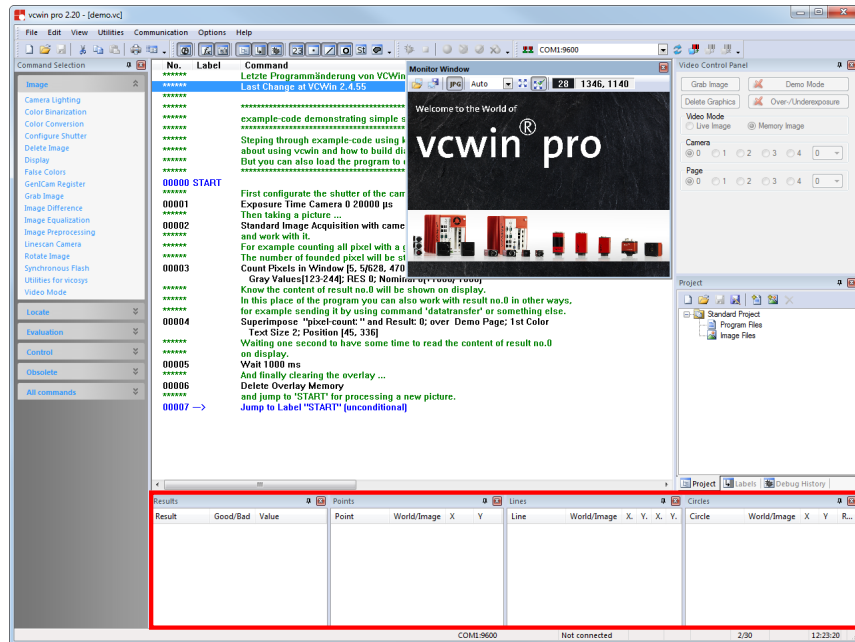 vcwin pro 2.20 - [demo.vc]
File Edit View Utilities Communication Options Help
COM1:9600
Command Selection
Image
Camera Lighting
Color Binarization
Color Conversion
Configure Shutter
Delete Image
Display
False Colors
GenICam Register
Grab Image
Image Difference
Image Equalization
Image Preprocessing
Linescan Camera
Rotate Image
Synchronous Flash
Utilities for vicosys
Video Mode
Locate
Evaluation
Control
Obsolete
All commands
No. Label Command
****** Letzte Programmänderung von VCWin
****** Last Change at VCWin 2.4.55
******
****** ****************************************
****** example-code demonstrating simple s
****** ****************************************
****** Steping through example-code using k
****** about using vcwin and how to build dia
****** But you can also load the program to
****** ****************************************
00000 START
****** First configurate the shutter of the cam
00001 Exposure Time Camera 0 20000 µs
****** Then taking a picture ...
00002 Standard Image Acquisition with came
****** and work with it.
****** For example counting all pixel with a g
****** The number of founded pixel will be st
00003 Count Pixels in Window [5, 5/628, 470
Gray Values[123-244]; RES 0; Nominal
****** Know the content of result no.0 will be shown on display.
****** In this place of the program you can also work with result no.0 in other ways,
****** for example sending it by using command 'datatransfer' or something else.
00004 Superimpose "pixel-count: " and Result: 0; over Demo Page; 1st Color
Text Size 2; Position [45, 336]
****** Waiting one second to have some time to read the content of result no.0
****** on display.
00005 Wait 1000 ms
****** And finally clearing the overlay ...
00006 Delete Overlay Memory
****** and jump to 'START' for processing a new picture.
00007 --> Jump to Label "START" (unconditional)
Monitor Window
JPG Auto 28 1346, 1140
Welcome to the World of
vcwin® pro
Video Control Panel
Grab Image Demo Mode
Delete Graphics Over-/Underexposure
Video Mode
Live Image Memory Image
Camera
0 1 2 3 4 0
Page
0 1 2 3 4 0
Project
Standard Project
Program Files
Image Files
Project Labels Debug History
Results
Result Good/Bad Value
Points
Point World/Image X Y
Lines
Line World/Image X. Y. X. Y.
Circles
Circle World/Image X Y R...
COM1:9600 Not connected 2/30 12:23:20